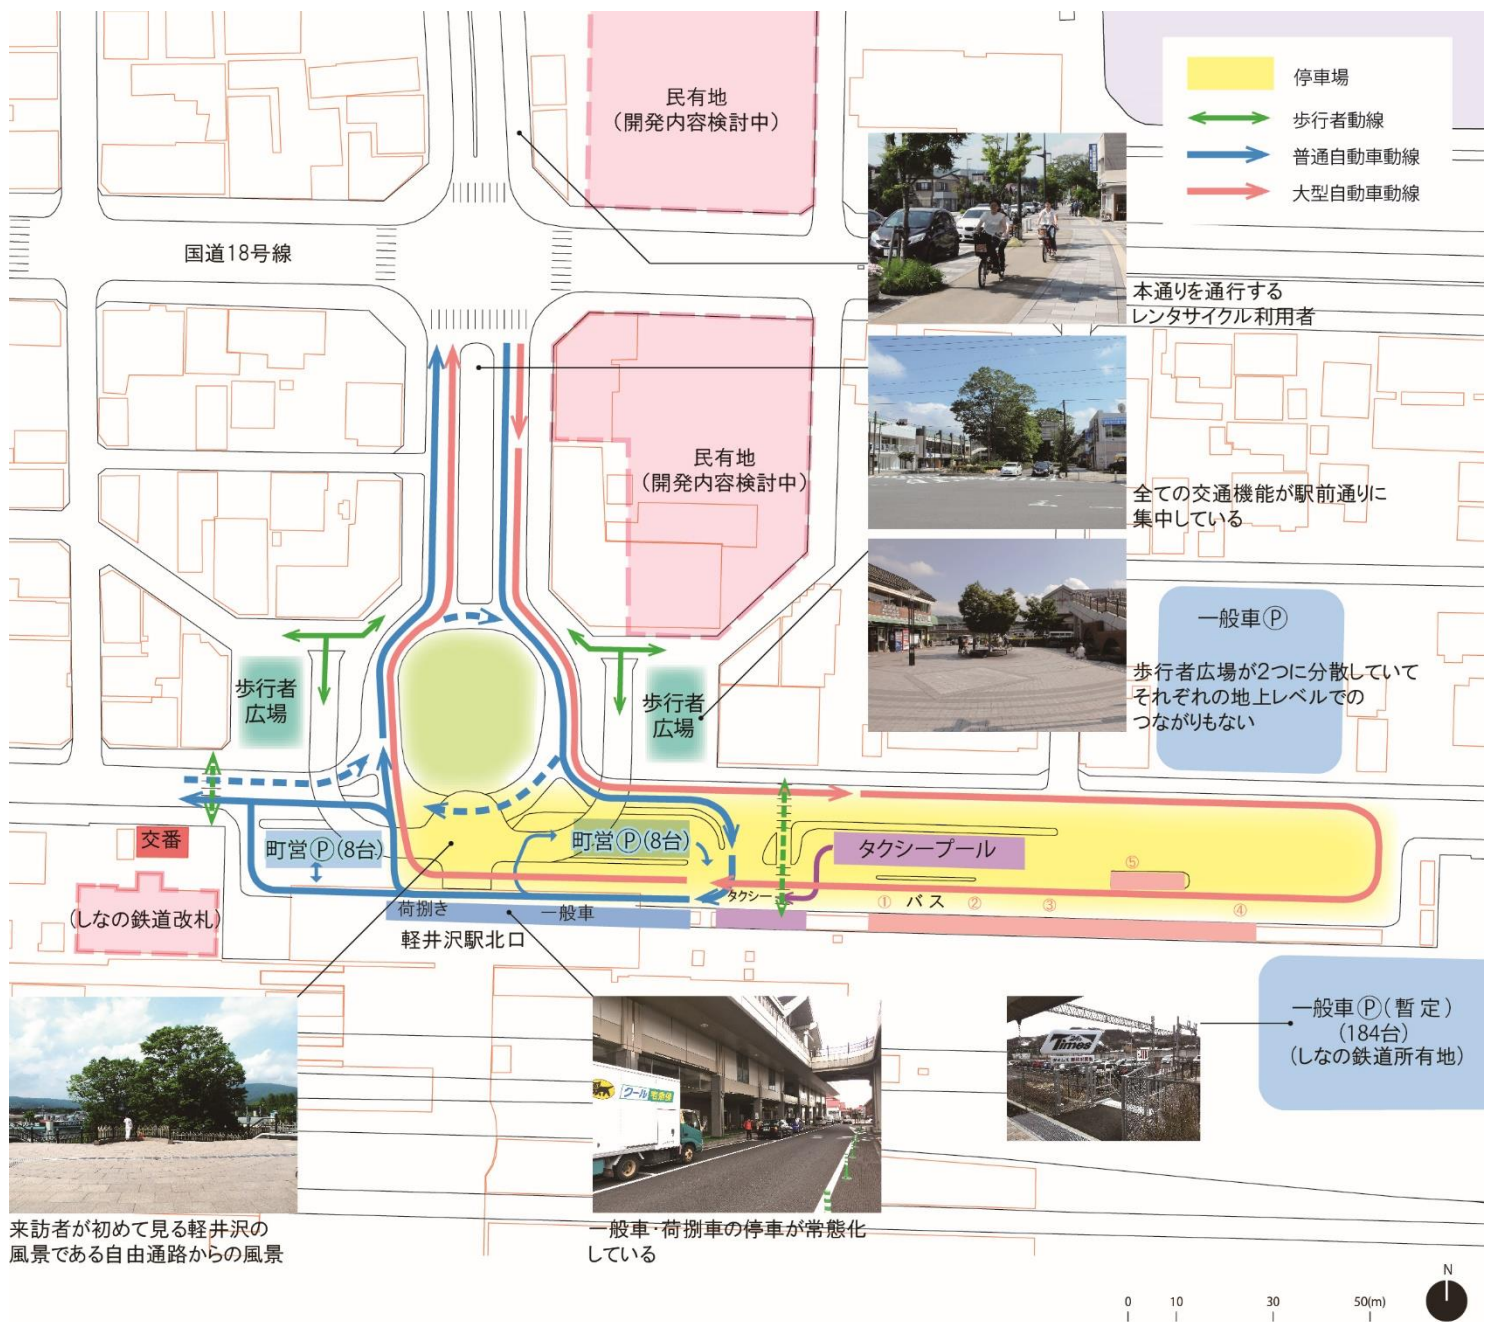 停車場
歩行者動線
普通自動車動線
大型自動車動線
民有地
(開発内容検討中)
国道18号線
本通りを通行する
レンタサイクル利用者
民有地
(開発内容検討中)
全ての交通機能が駅前通りに
集中している
一般車Ⓟ
歩行者広場が2つに分散していて
それぞれの地上レベルでの
つながりもない
歩行者
広場
歩行者
広場
交番
町営Ⓟ(8台)
町営Ⓟ(8台)
タクシープール
⑤
(しなの鉄道改札)
荷捌き
一般車
タクシー
① バス ② ③ ④
軽井沢駅北口
一般車Ⓟ(暫定)
(184台)
(しなの鉄道所有地)
Times
クール宅急便
来訪者が初めて見る軽井沢の
風景である自由通路からの風景
一般車・荷捌車の停車が常態化
している
N
0 10 30 50(m)